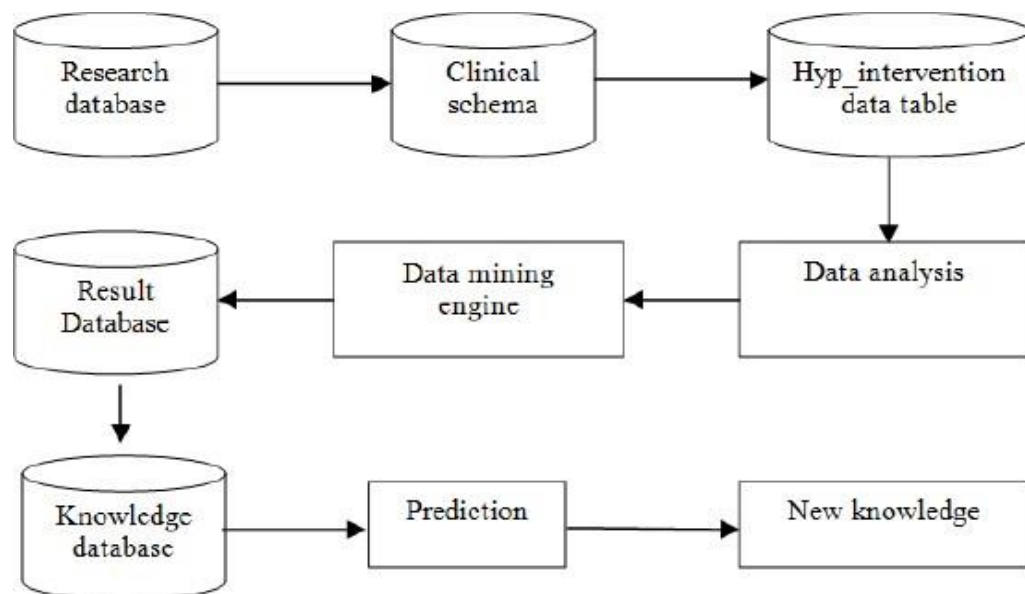 Research
database
Clinical
schema
Hyp_intervention
data table
Result
Database
Data mining
engine
Data analysis
Knowledge
database
Prediction
New knowledge